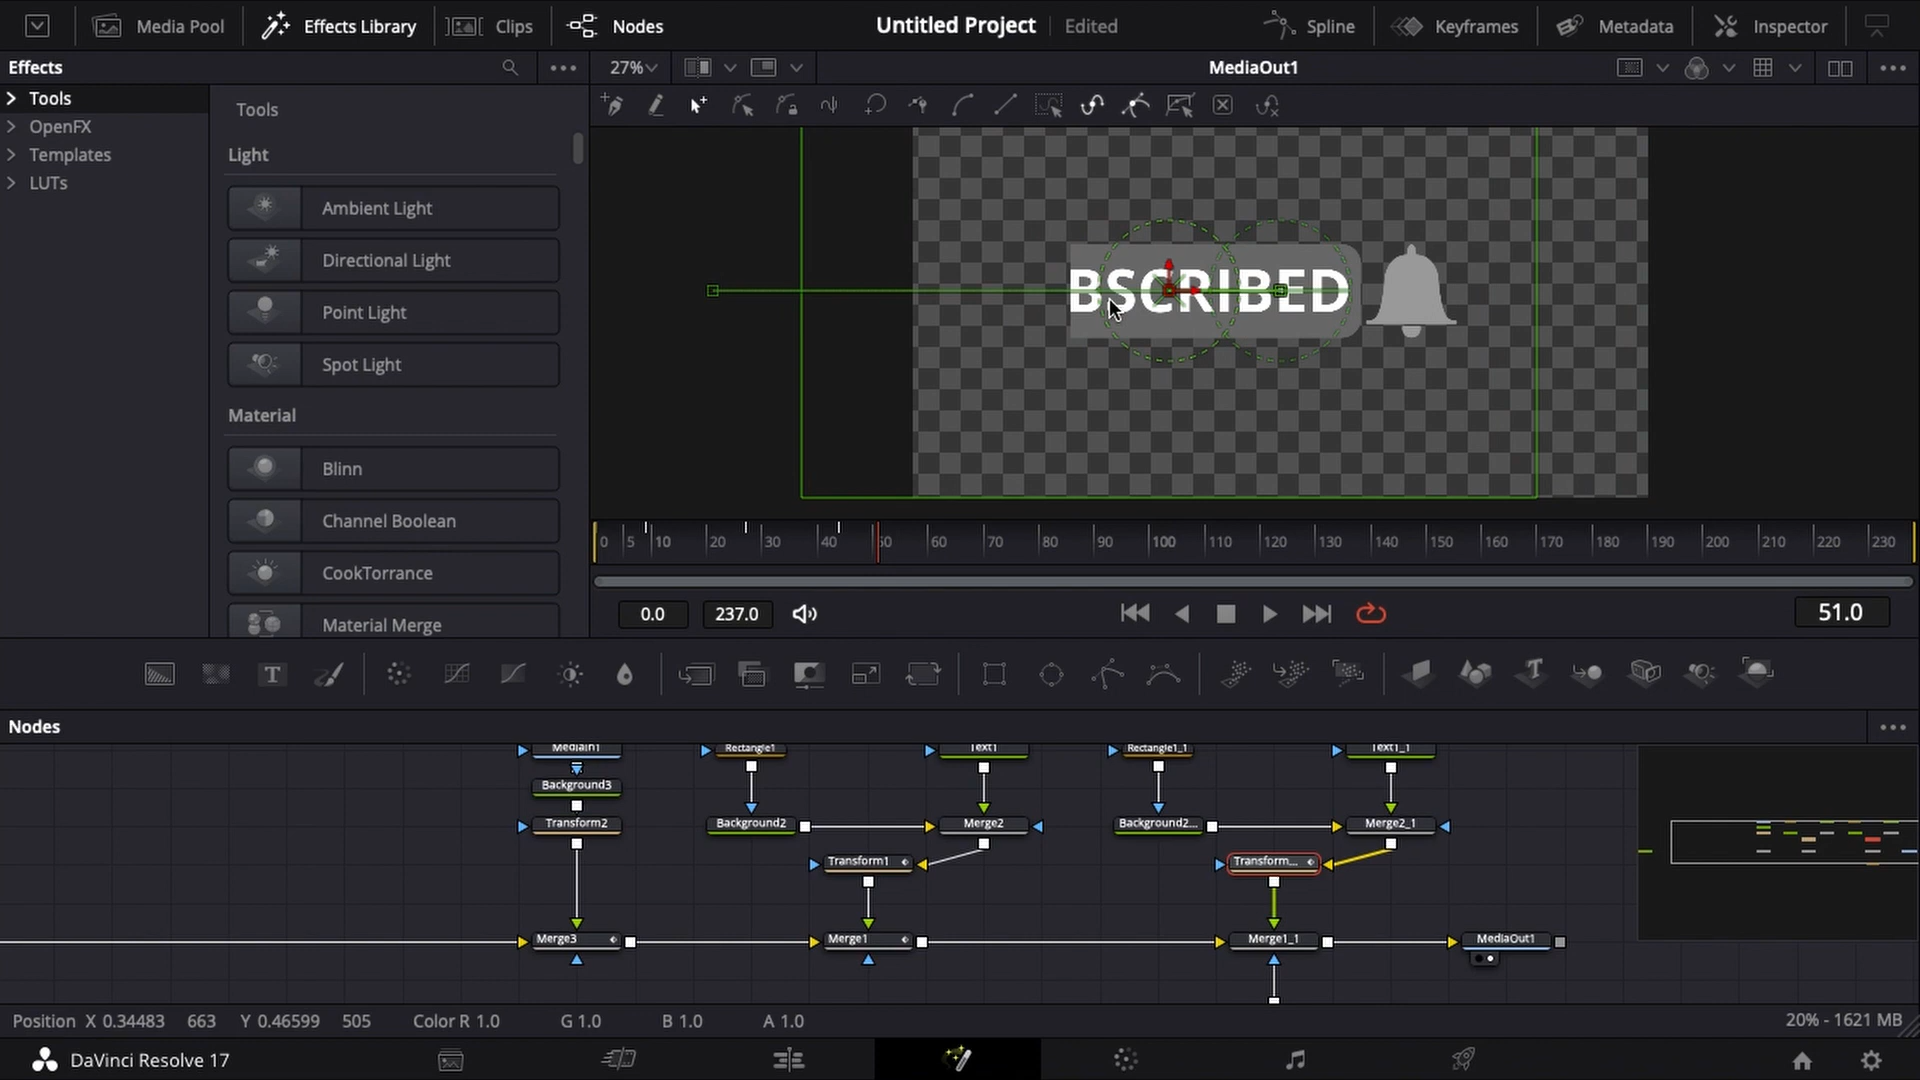 Media Pool
Effects Library
Clips
Nodes
Untitled Project
Edited
Spline
Keyframes
Metadata
Inspector
Effects
27%
MediaOut1
Tools
OpenFX
Templates
LUTs
Tools
Light
Ambient Light
Directional Light
Point Light
Spot Light
Material
Blinn
Channel Boolean
CookTorrance
Material Merge
BSCRIBED
0 5 10 20 30 40 50 60 70 80 90 100 110 120 130 140 150 160 170 180 190 200 210 220 230
0.0
237.0
51.0
Nodes
MediaIn1
Rectangle1
Text1
Rectangle1_1
Text1_1
Background3
Transform2
Background2
Merge2
Background2...
Merge2_1
Transform1
Transform...
Merge3
Merge1
Merge1_1
MediaOut1
Position X 0.34483 663 Y 0.46599 505 Color R 1.0 G 1.0 B 1.0 A 1.0
20% - 1621 MB
DaVinci Resolve 17